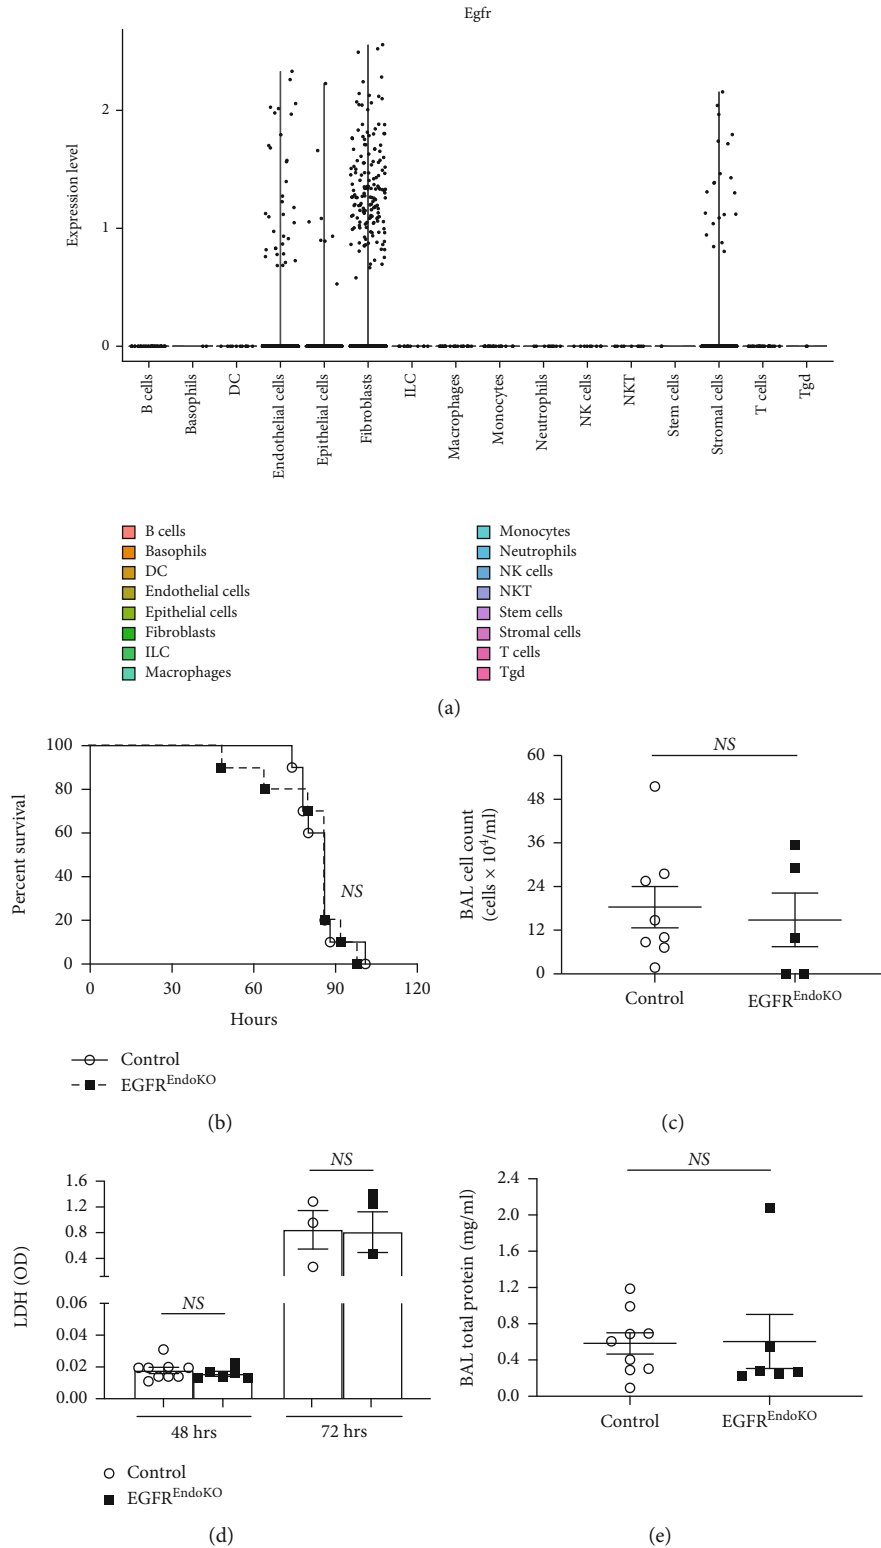 Egfr
Expression level
2
1
0
B cells
Basophils
DC
Endothelial cells
Epithelial cells
Fibroblasts
ILC
Macrophages
Monocytes
Neutrophils
NK cells
NKT
Stem cells
Stromal cells
T cells
Tgd
B cells
Basophils
DC
Endothelial cells
Epithelial cells
Fibroblasts
ILC
Macrophages
Monocytes
Neutrophils
NK cells
NKT
Stem cells
Stromal cells
T cells
Tgd
(a)
Percent survival
100
80
60
40
20
0
NS
0 30 60 90 120
Hours
Control
EGFR^EndoKO
(b)
BAL cell count
(cells × 10⁴/ml)
60
48
36
24
12
0
NS
Control EGFR^EndoKO
(c)
LDH (OD)
1.6
1.2
0.8
0.4
0.06
0.04
0.02
0.00
NS
NS
48 hrs 72 hrs
Control
EGFR^EndoKO
(d)
BAL total protein (mg/ml)
2.4
2.0
1.6
1.2
0.8
0.4
0.0
NS
Control EGFR^EndoKO
(e)